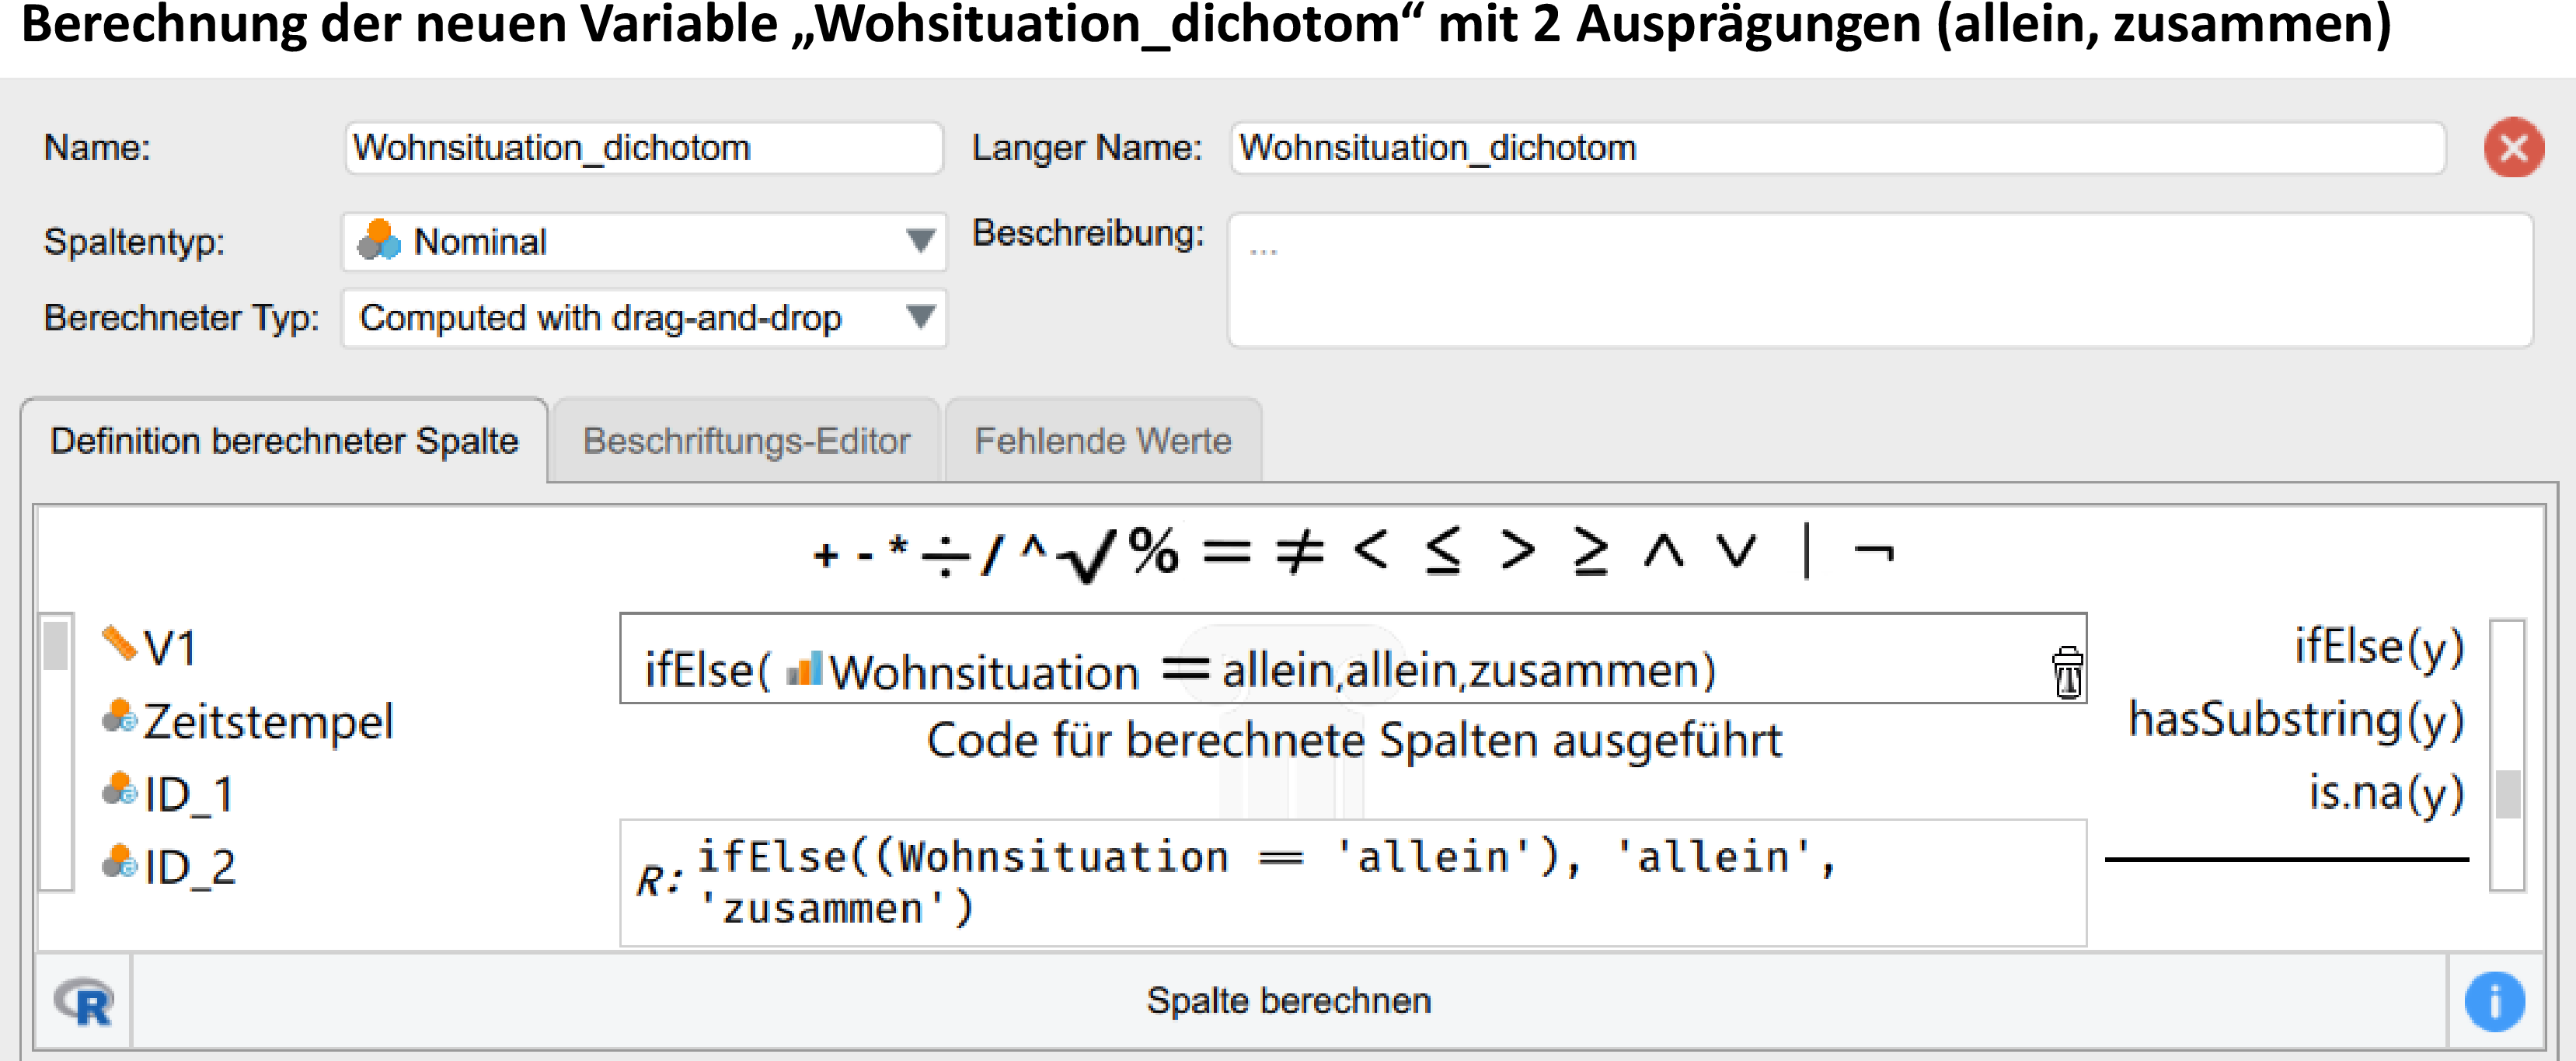 Berechnung der neuen Variable „Wohsituation_dichotom“ mit 2 Ausprägungen (allein, zusammen)
Name: Wohnsituation_dichotom Langer Name: Wohnsituation_dichotom
Spaltentyp: Nominal Beschreibung: ...
Berechneter Typ: Computed with drag-and-drop
Definition berechneter Spalte Beschriftungs-Editor Fehlende Werte
+ - * ÷ / ^ √ % = ≠ < ≤ > ≥ ∧ ∨ | ¬
V1 ifElse( Wohnsituation = allein,allein,zusammen) ifElse(y)
Zeitstempel Code für berechnete Spalten ausgeführt hasSubstring(y)
ID_1 is.na(y)
ID_2 R: ifElse((Wohnsituation == 'allein'), 'allein',
'zusammen')
R Spalte berechnen i